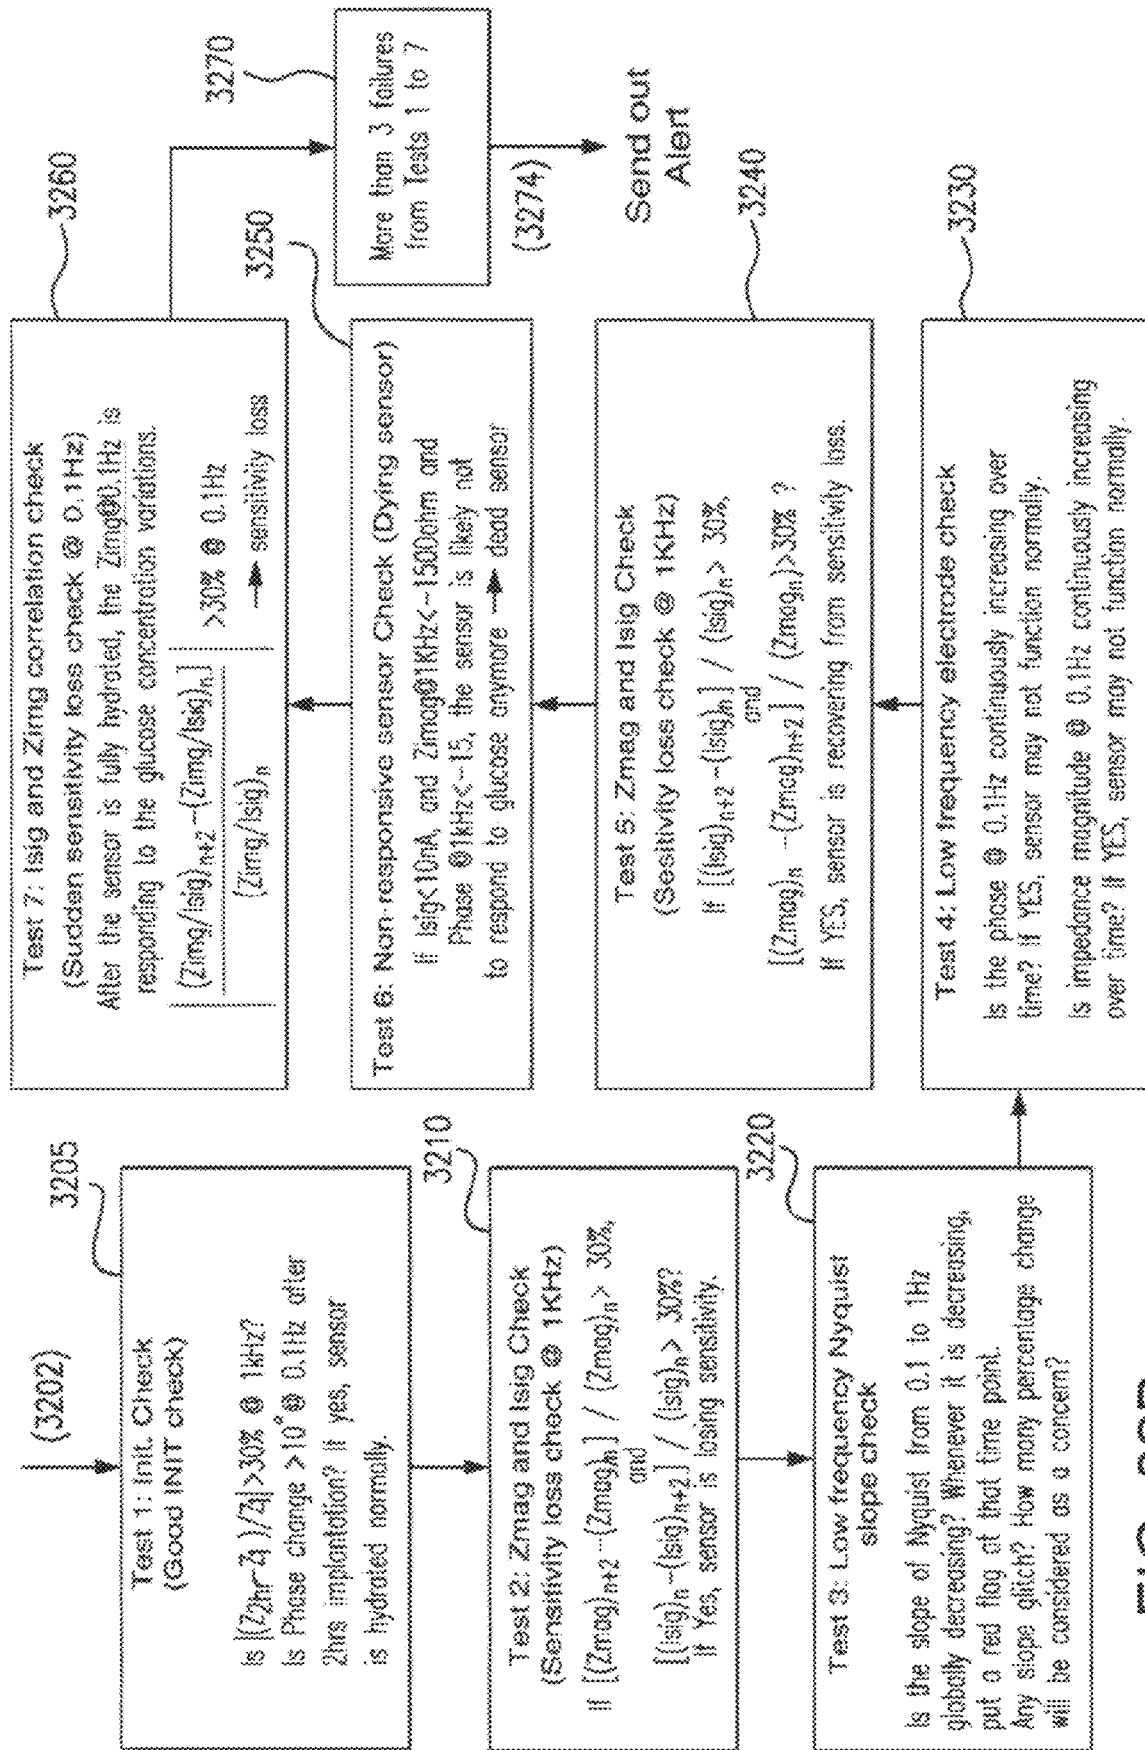 (3202)
3205
Test 1: Init. Check
(Good INIT check)
Is |(Z2hr-Zi)/Zi|>30% @ 1kHz?
Is Phase change >10° @ 0.1Hz after
2hrs implantation? If yes, sensor
is hydrated normally.
3210
Test 2: Zmag and Isig Check
(Sensitivity loss check @ 1KHz)
If [(Zmag)n+2-(Zmag)n] / (Zmag)n > 30%,
and
[(Isig)n-(Isig)n+2] / (Isig)n > 30%?
If Yes, sensor is losing sensitivity.
3220
Test 3: Low frequency Nyquist
slope check
Is the slope of Nyquist from 0.1 to 1Hz
globally decreasing? Whenever it is decreasing,
put a red flag at that time point.
Any slope glitch? How many percentage change
will be considered as a concern?
3230
Test 4: Low frequency electrode check
Is the phase @ 0.1Hz continuously increasing over
time? If YES, sensor may not function normally.
Is impedance magnitude @ 0.1Hz continuously increasing
over time? If YES, sensor may not function normally.
3240
Test 5: Zmag and Isig Check
(Sesitivity loss check @ 1KHz)
If [(Isig)n+2-(Isig)n] / (Isig)n > 30%,
and
[(Zmag)n -(Zmag)n+2] / (Zmag)n)>30% ?
If YES, sensor is recovering from sensitivity loss.
3250
Test 6: Non-responsive sensor Check (Dying sensor)
If Isig<10nA, and Zimag@1KHz<-1500ohm and
Phase @1kHz<-15, the sensor is likely not
to respond to glucose anymore → dead sensor
3260
Test 7: Isig and Zimg correlation check
(Sudden sensitivity loss check @ 0.1Hz)
After the sensor is fully hydrated, the Zimg@0.1Hz is
responding to the glucose concentration variations.
|(Zimg/Isig)n+2-(Zimg/Isig)n]
(Zimg/Isig)n| >30% @ 0.1Hz
→ sensitivity loss
3270
More than 3 failures
from Tests 1 to 7
(3274)
Send out
Alert